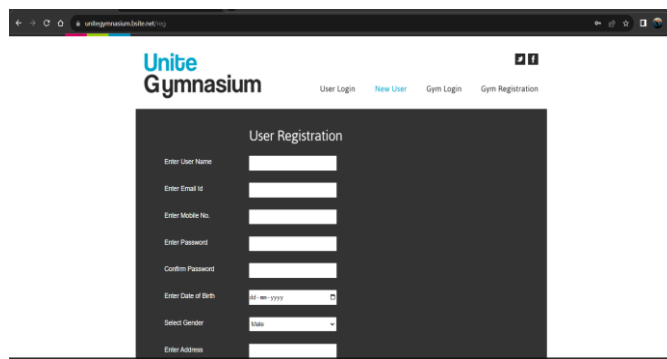 unitegymnasium.bsite.net/reg
Unite
Gymnasium
User Login New User Gym Login Gym Registration
User Registration
Enter User Name
Enter Email Id
Enter Mobile No.
Enter Password
Confirm Password
Enter Date of Birth dd-mm-yyyy
Select Gender Male
Enter Address